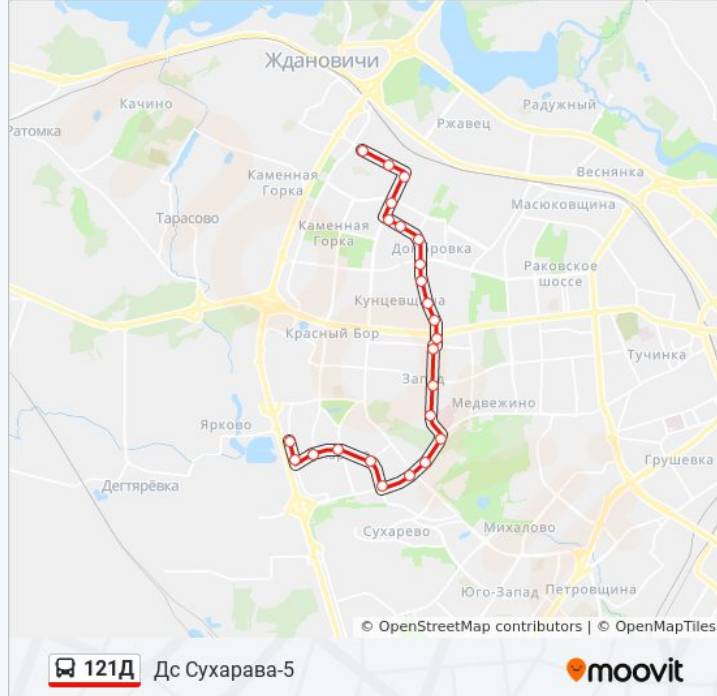 Ждановичи
Качино
Радужный
Ратомка
Ржавец
Каменная
Горка
Веснянка
Масюковщина
Тарасово
Каменная
Горка
Раковское
шоссе
Кунцевщина
Красный Бор
Тучинка
Запад
Медвежино
Ярково
Грушевка
Дегтярёвка
Сухарево
Михалово
Юго-Запад
Петровщина
© OpenStreetMap contributors | © OpenMapTiles
121Д Дс Сухарава-5
moovit